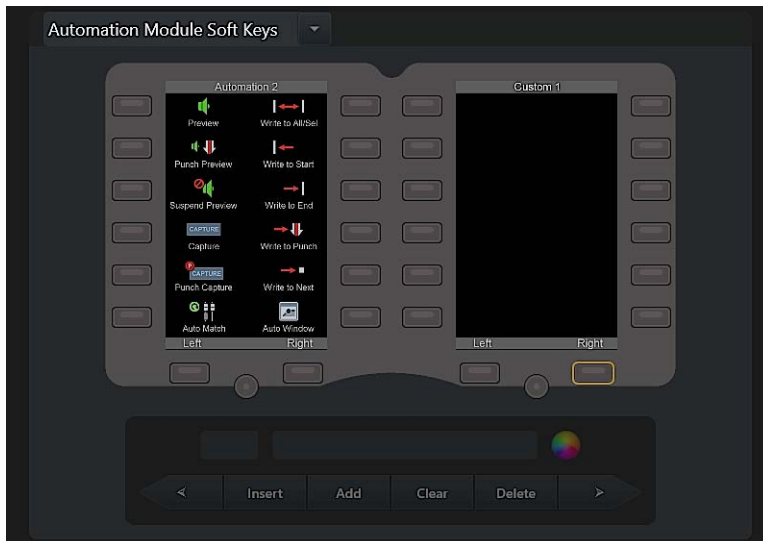 Automation Module Soft Keys
Automation 2
Preview
Write to All/Sel
Punch Preview
Write to Start
Suspend Preview
Write to End
CAPTURE
Capture
Write to Punch
P
CAPTURE
Punch Capture
Write to Next
Auto Match
Auto Window
Left
Right
Custom 1
Left
Right
Insert
Add
Clear
Delete